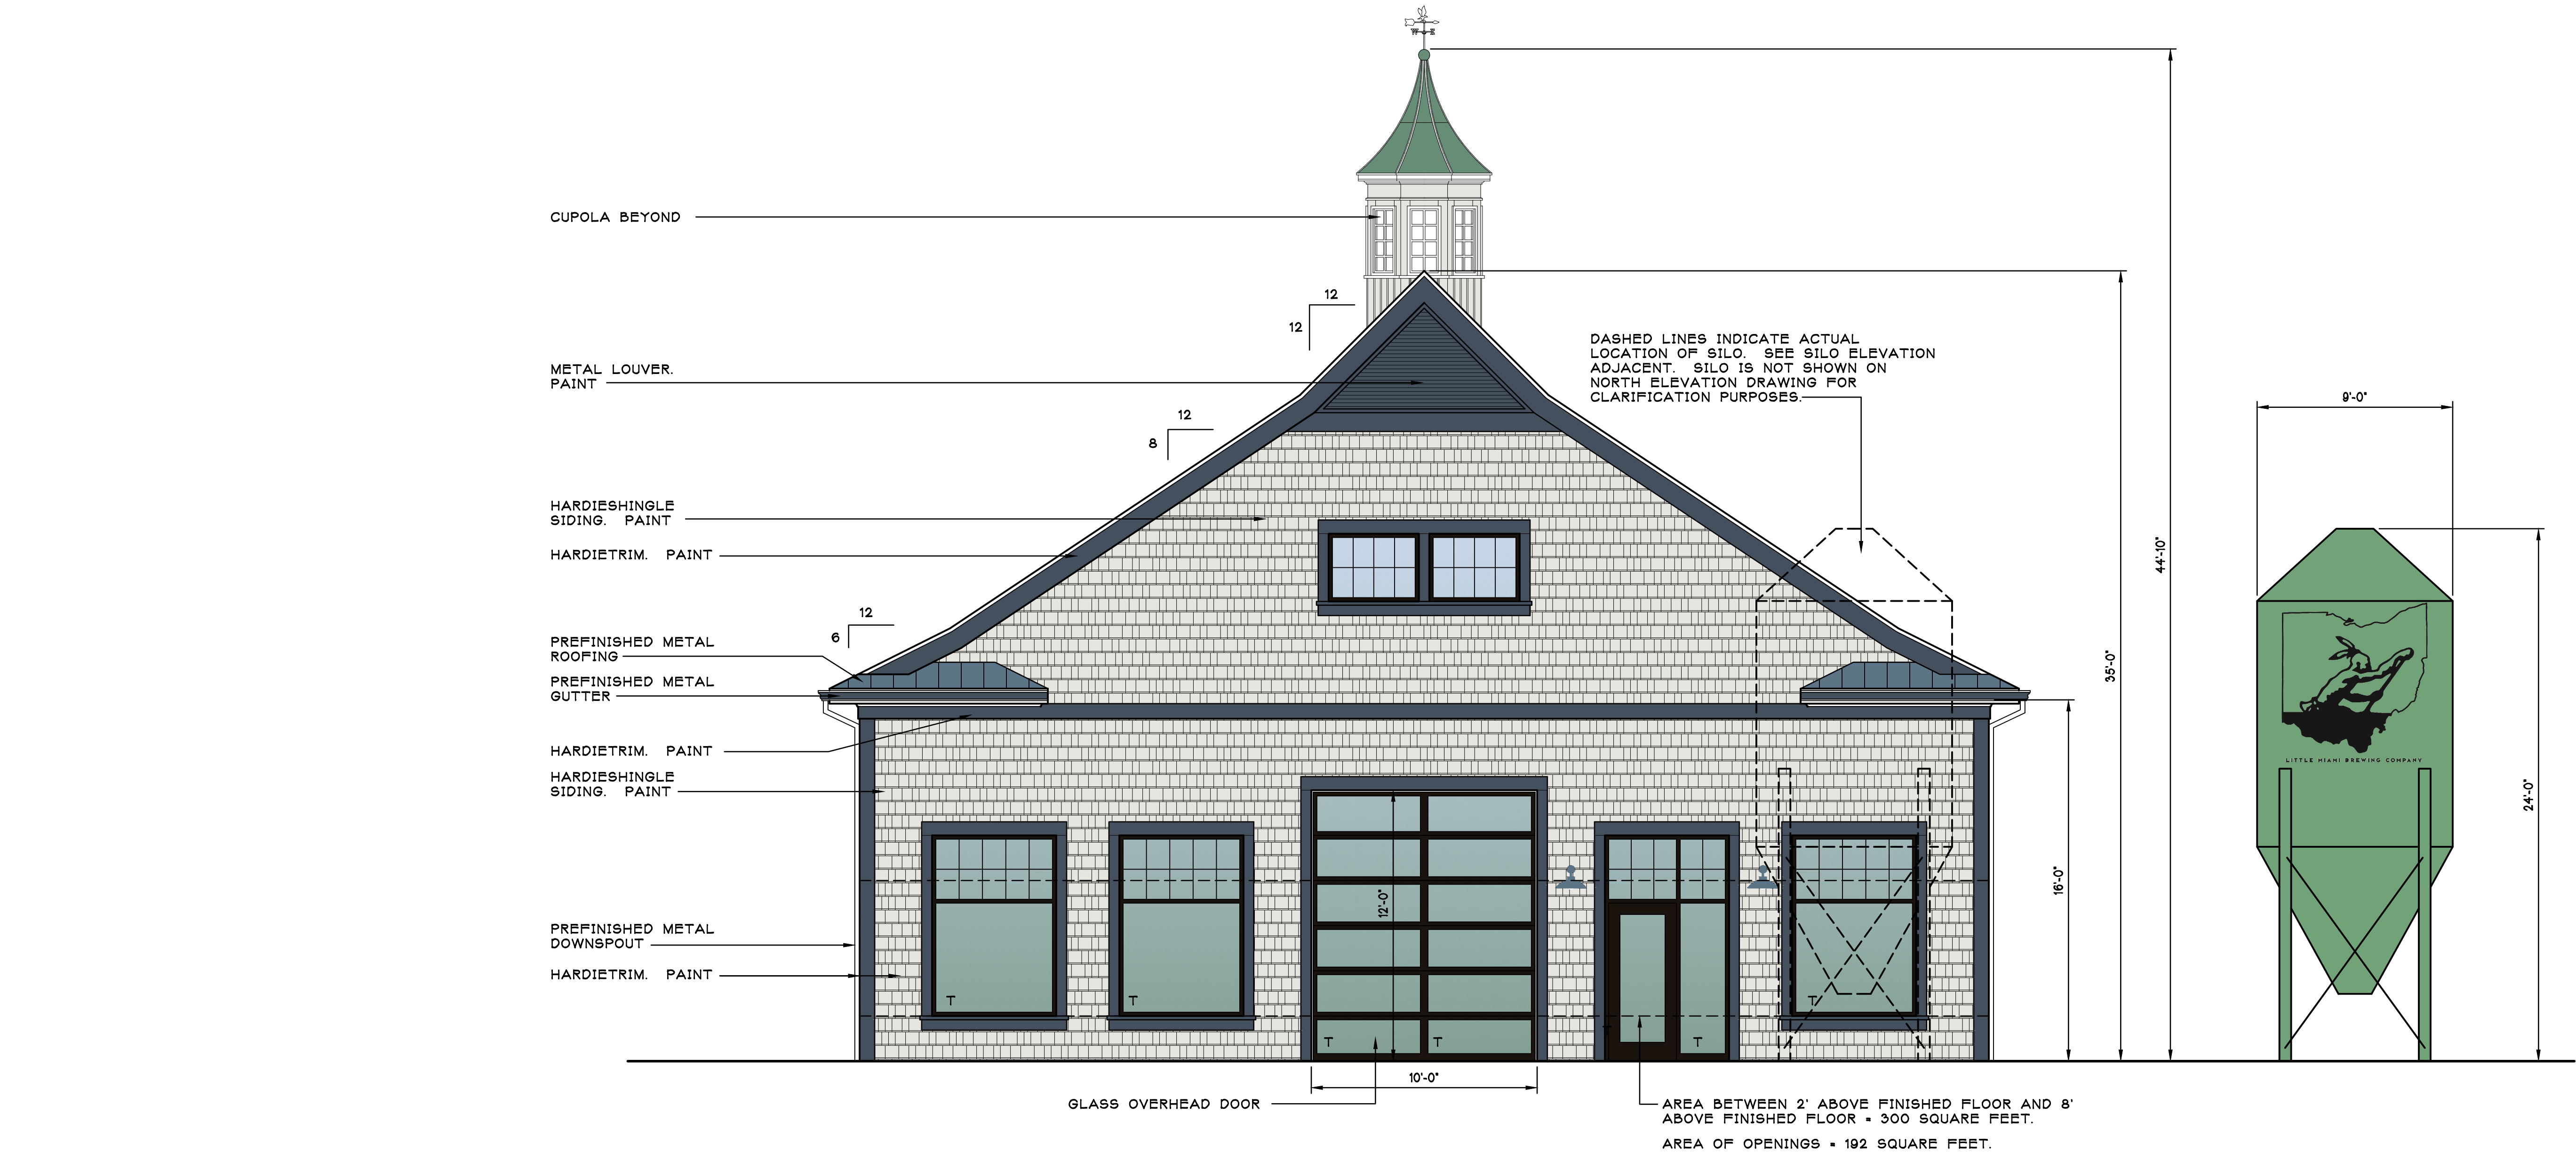 W E
CUPOLA BEYOND
12
12
METAL LOUVER.
PAINT
12
8
HARDIESHINGLE
SIDING. PAINT
HARDIETRIM. PAINT
12
6
PREFINISHED METAL
ROOFING
PREFINISHED METAL
GUTTER
HARDIETRIM. PAINT
HARDIESHINGLE
SIDING. PAINT
PREFINISHED METAL
DOWNSPOUT
HARDIETRIM. PAINT
DASHED LINES INDICATE ACTUAL
LOCATION OF SILO. SEE SILO ELEVATION
ADJACENT. SILO IS NOT SHOWN ON
NORTH ELEVATION DRAWING FOR
CLARIFICATION PURPOSES.
T
T
T
T
T
T
T
12'-0"
10'-0"
GLASS OVERHEAD DOOR
AREA BETWEEN 2' ABOVE FINISHED FLOOR AND 8'
ABOVE FINISHED FLOOR = 300 SQUARE FEET.
AREA OF OPENINGS = 192 SQUARE FEET.
16'-0"
35'-0"
44'-10"
9'-0"
LITTLE MIAMI BREWING COMPANY
24'-0"